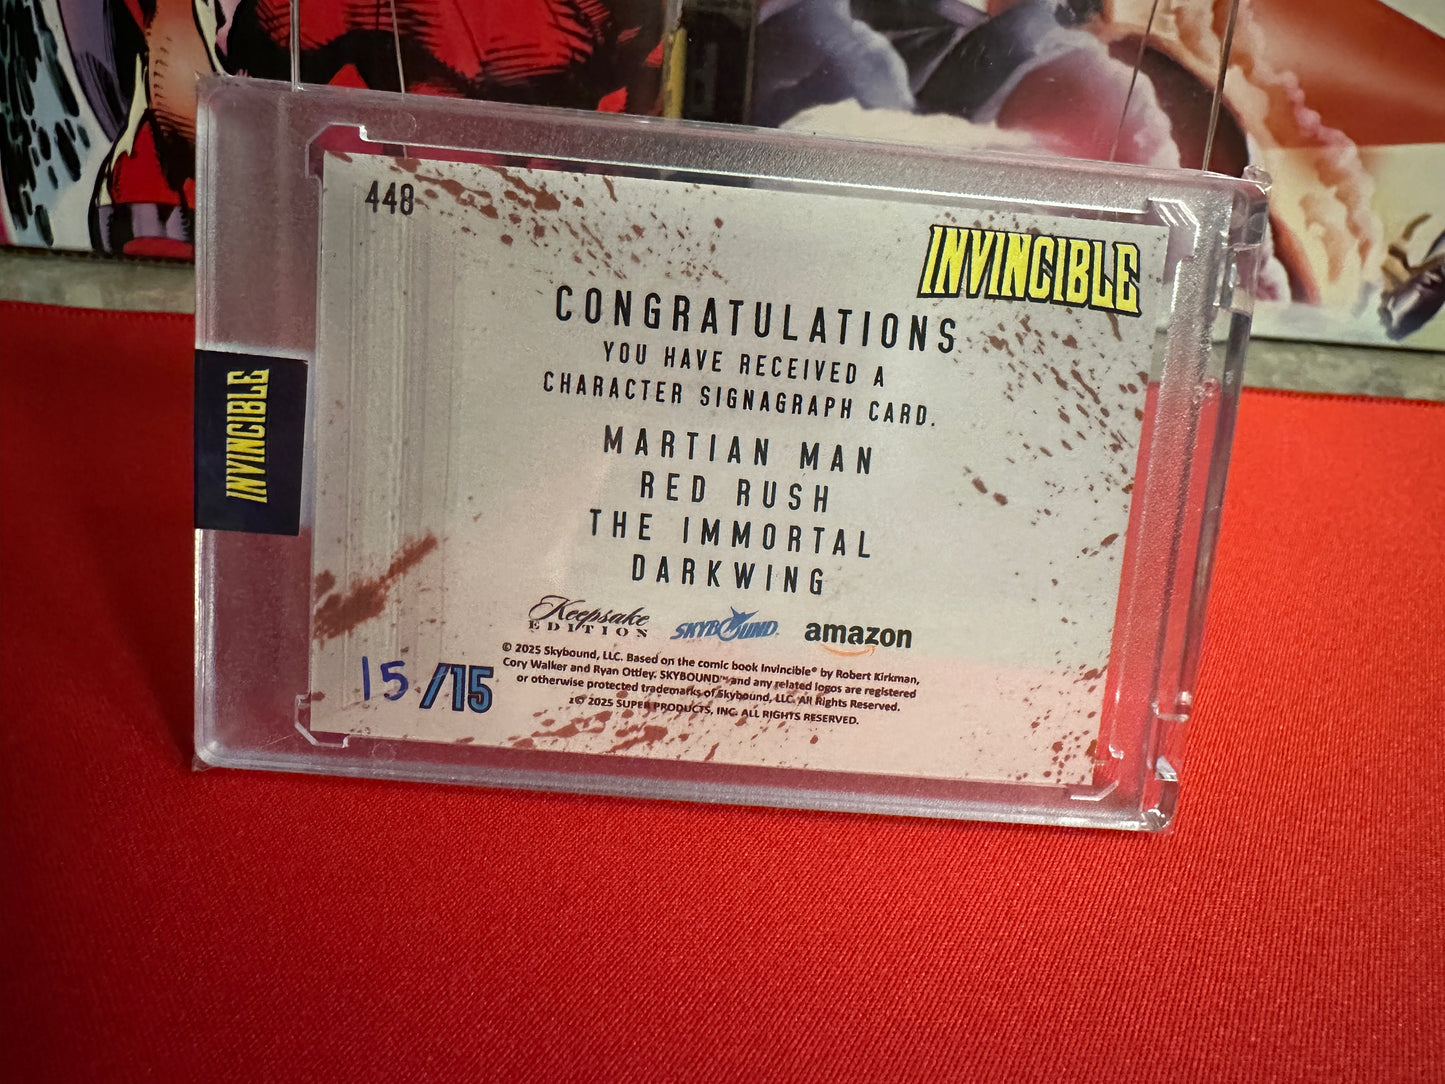 448
INVINCIBLE
CONGRATULATIONS
YOU HAVE RECEIVED A
CHARACTER SIGNAGRAPH CARD.
MARTIAN MAN
RED RUSH
THE IMMORTAL
DARKWING
INVINCIBLE
Keepsake
EDITION
SKYBOUND
amazon
© 2025 Skybound, LLC. Based on the comic book Invincible® by Robert Kirkman,
Cory Walker and Ryan Ottley. SKYBOUND™ and any related logos are registered
or otherwise protected trademarks of Skybound, LLC. All Rights Reserved.
© 2025 SUPER PRODUCTS, INC. ALL RIGHTS RESERVED.
15 /15